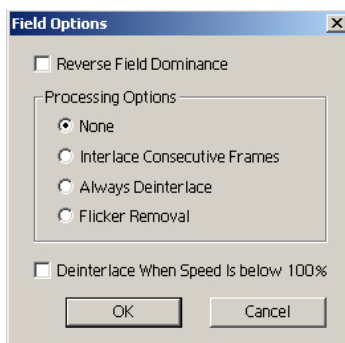 Field Options
Reverse Field Dominance
Processing Options
None
Interlace Consecutive Frames
Always Deinterlace
Flicker Removal
Deinterlace When Speed Is below 100%
OK Cancel